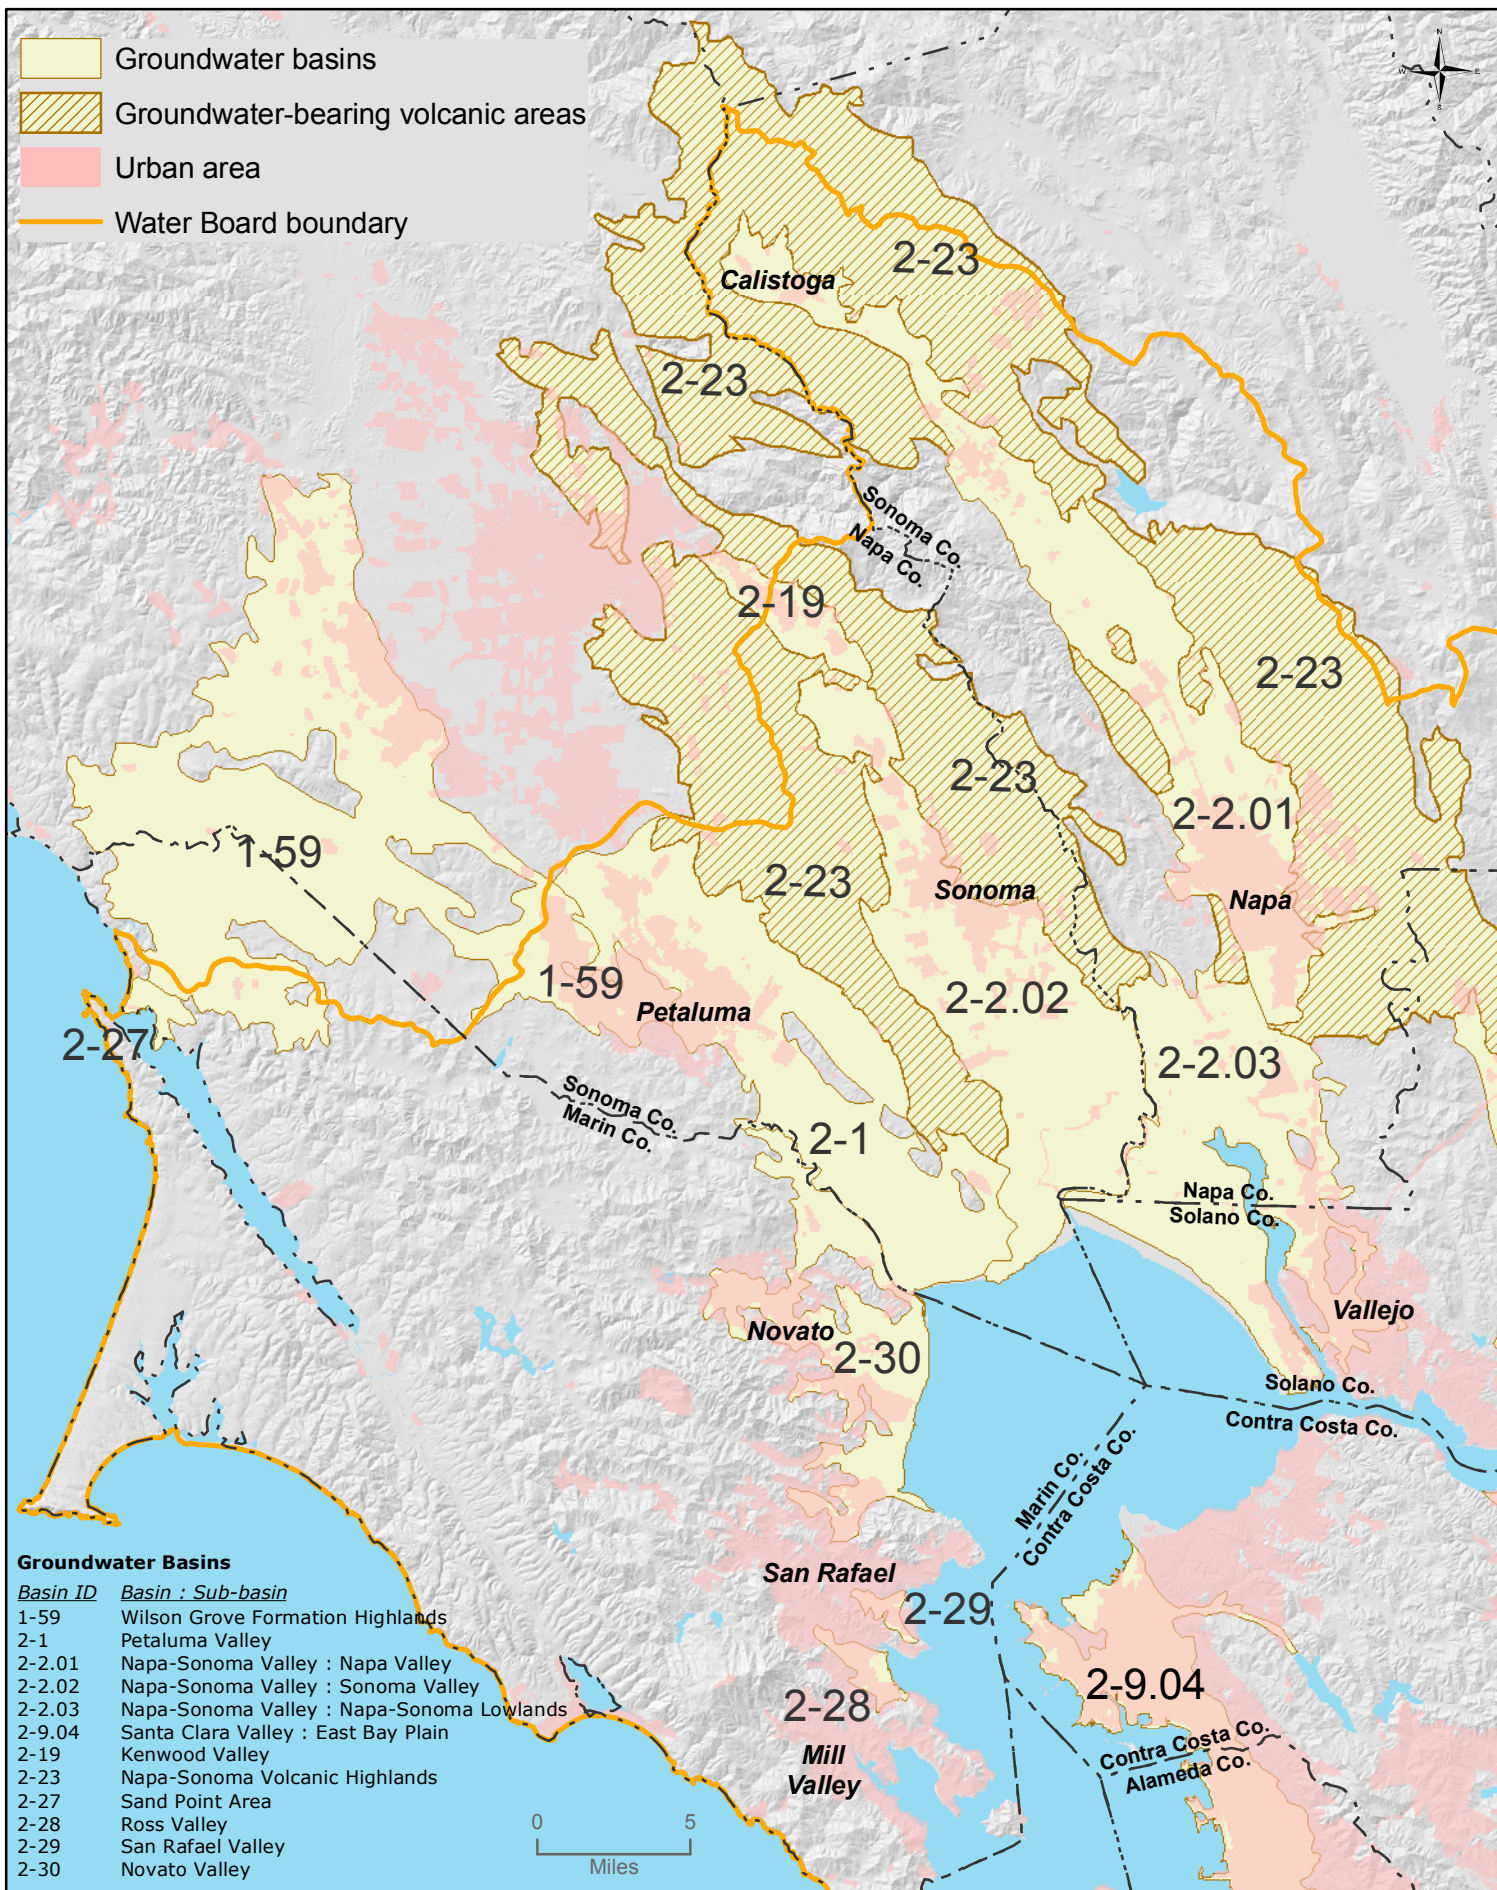 Groundwater basins
Groundwater-bearing volcanic areas
Urban area
Water Board boundary
N
W E
S
2-23
Calistoga
2-23
Sonoma Co.
Napa Co.
2-19
2-23
2-23
2-2.01
1-59
2-23
Sonoma
Napa
1-59
Petaluma
2-2.02
2-27
2-2.03
Sonoma Co.
Marin Co.
2-1
Napa Co.
Solano Co.
Vallejo
Novato
2-30
Solano Co.
Contra Costa Co.
Marin Co.
Contra Costa Co.
San Rafael
2-29
2-9.04
2-28
Mill
Valley
Contra Costa Co.
Alameda Co.
Groundwater Basins
Basin ID Basin : Sub-basin
1-59 Wilson Grove Formation Highlands
2-1 Petaluma Valley
2-2.01 Napa-Sonoma Valley : Napa Valley
2-2.02 Napa-Sonoma Valley : Sonoma Valley
2-2.03 Napa-Sonoma Valley : Napa-Sonoma Lowlands
2-9.04 Santa Clara Valley : East Bay Plain
2-19 Kenwood Valley
2-23 Napa-Sonoma Volcanic Highlands
2-27 Sand Point Area
2-28 Ross Valley
2-29 San Rafael Valley
2-30 Novato Valley
0 5
Miles